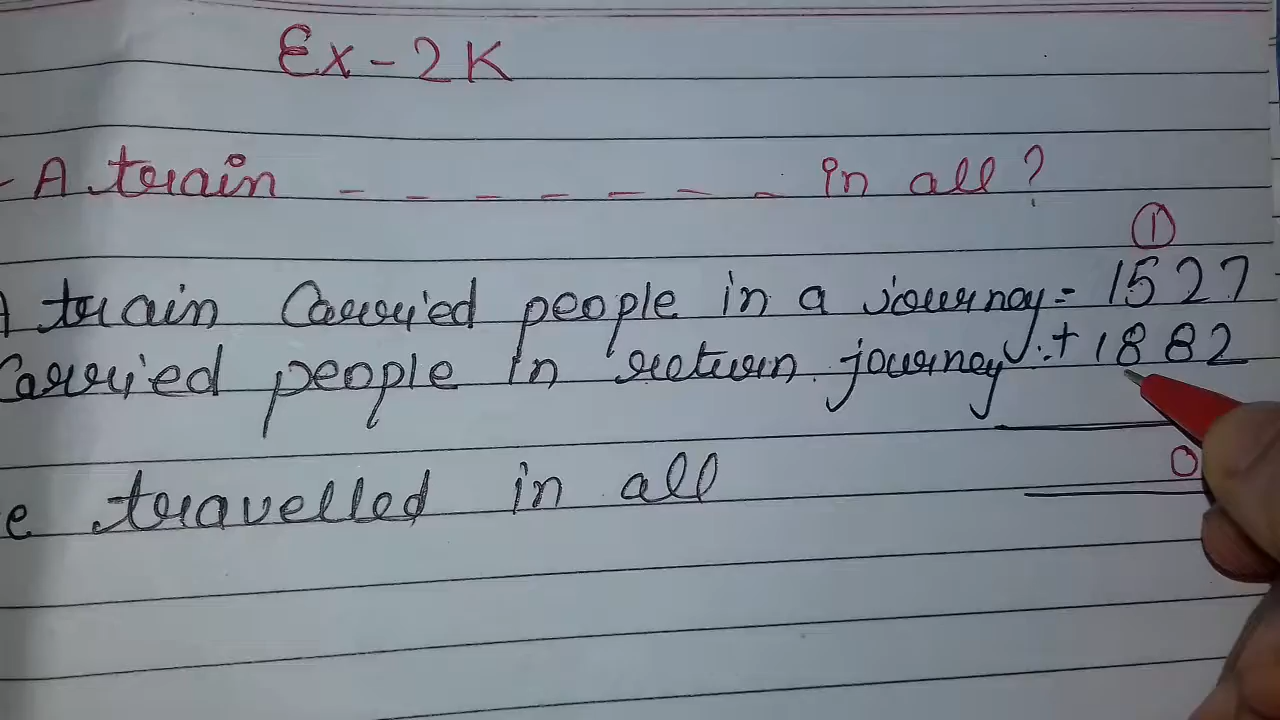 Ex-2K
- A train - - - - - - - in all?
①
A train Carried people in a journey = 1527
Carried people in return journey = + 1882
0
e travelled in all